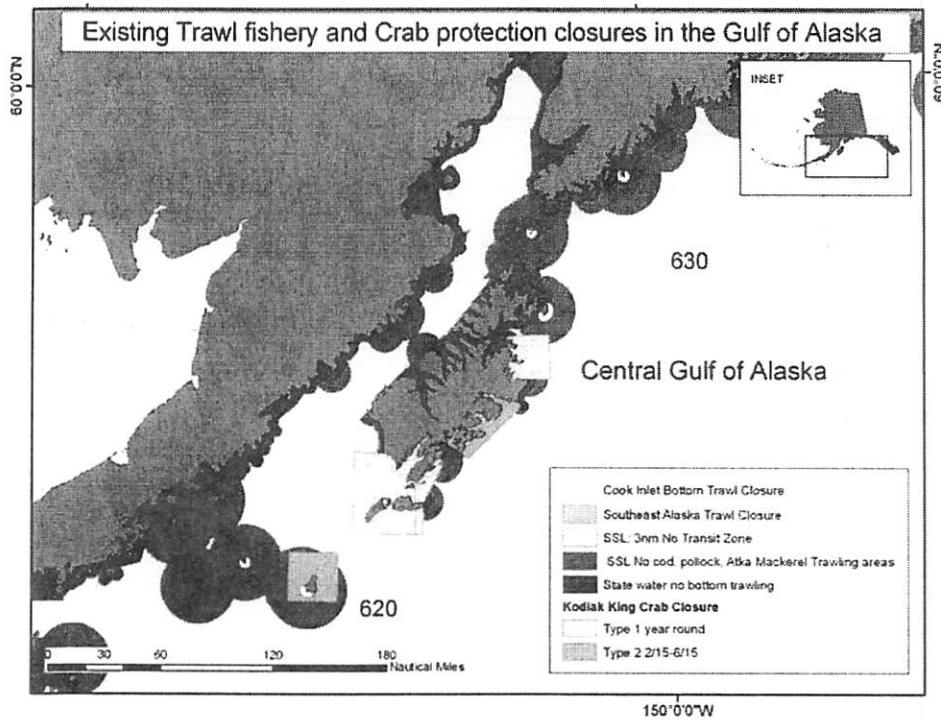 Existing Trawl fishery and Crab protection closures in the Gulf of Alaska
60°0'0"N
60°0'0"N
INSET
630
Central Gulf of Alaska
620
Cook Inlet Bottom Trawl Closure
Southeast Alaska Trawl Closure
SSL: 3nm No Transit Zone
SSL No cod, pollock, Atka Mackerel Trawling areas
State water no bottom trawling
Kodiak King Crab Closure
Type 1 year round
Type 2 2/15-6/15
0 30 60 120 180
Nautical Miles
150°0'0"W